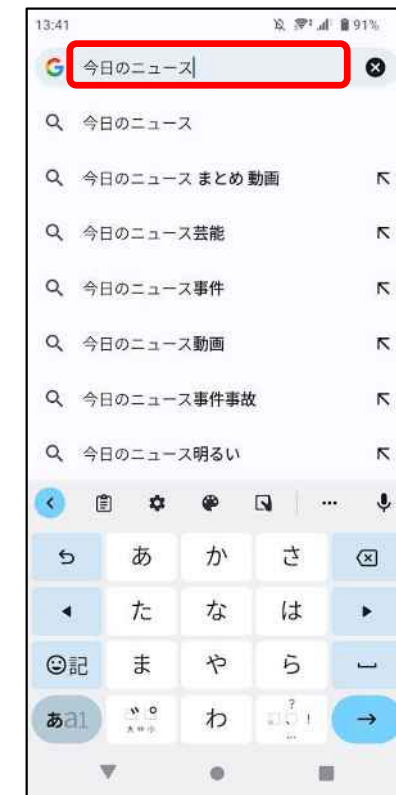 13:41 91%
今日のニュース
今日のニュース
今日のニュース まとめ 動画
今日のニュース芸能
今日のニュース事件
今日のニュース動画
今日のニュース事件事故
今日のニュース明るい
あ か さ
た な は
記 ま や ら
あa1 大⇔小 わ 、。?!…